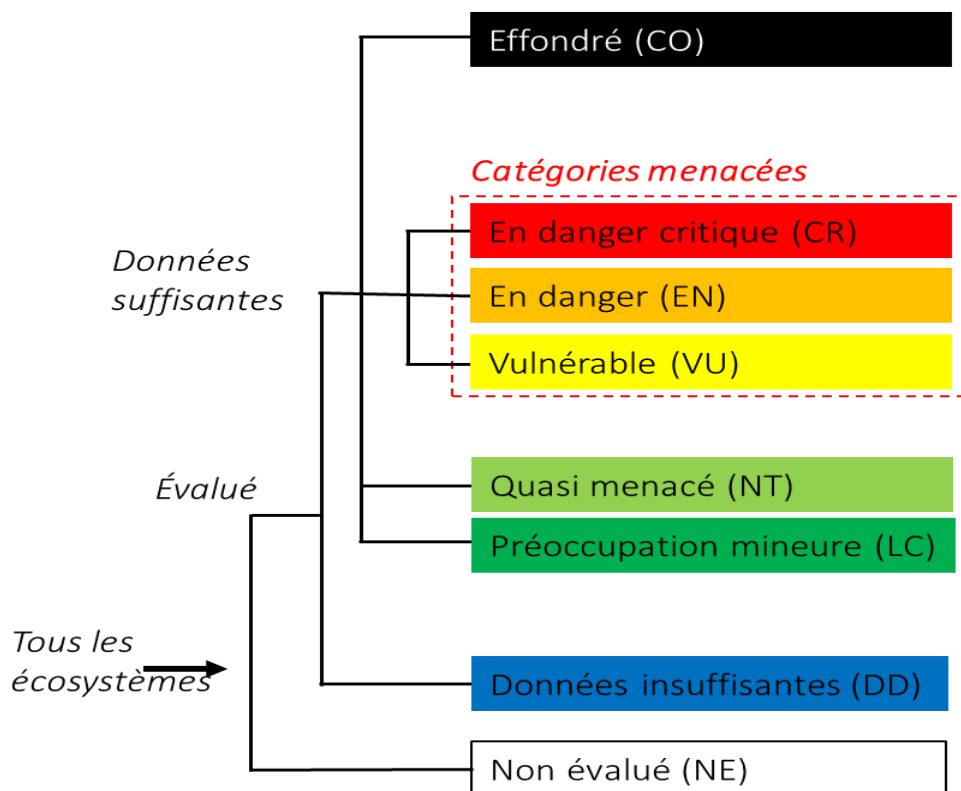 Effondré (CO)
Catégories menacées
En danger critique (CR)
Données
suffisantes
En danger (EN)
Vulnérable (VU)
Évalué
Quasi menacé (NT)
Préoccupation mineure (LC)
Tous les
écosystèmes
Données insuffisantes (DD)
Non évalué (NE)